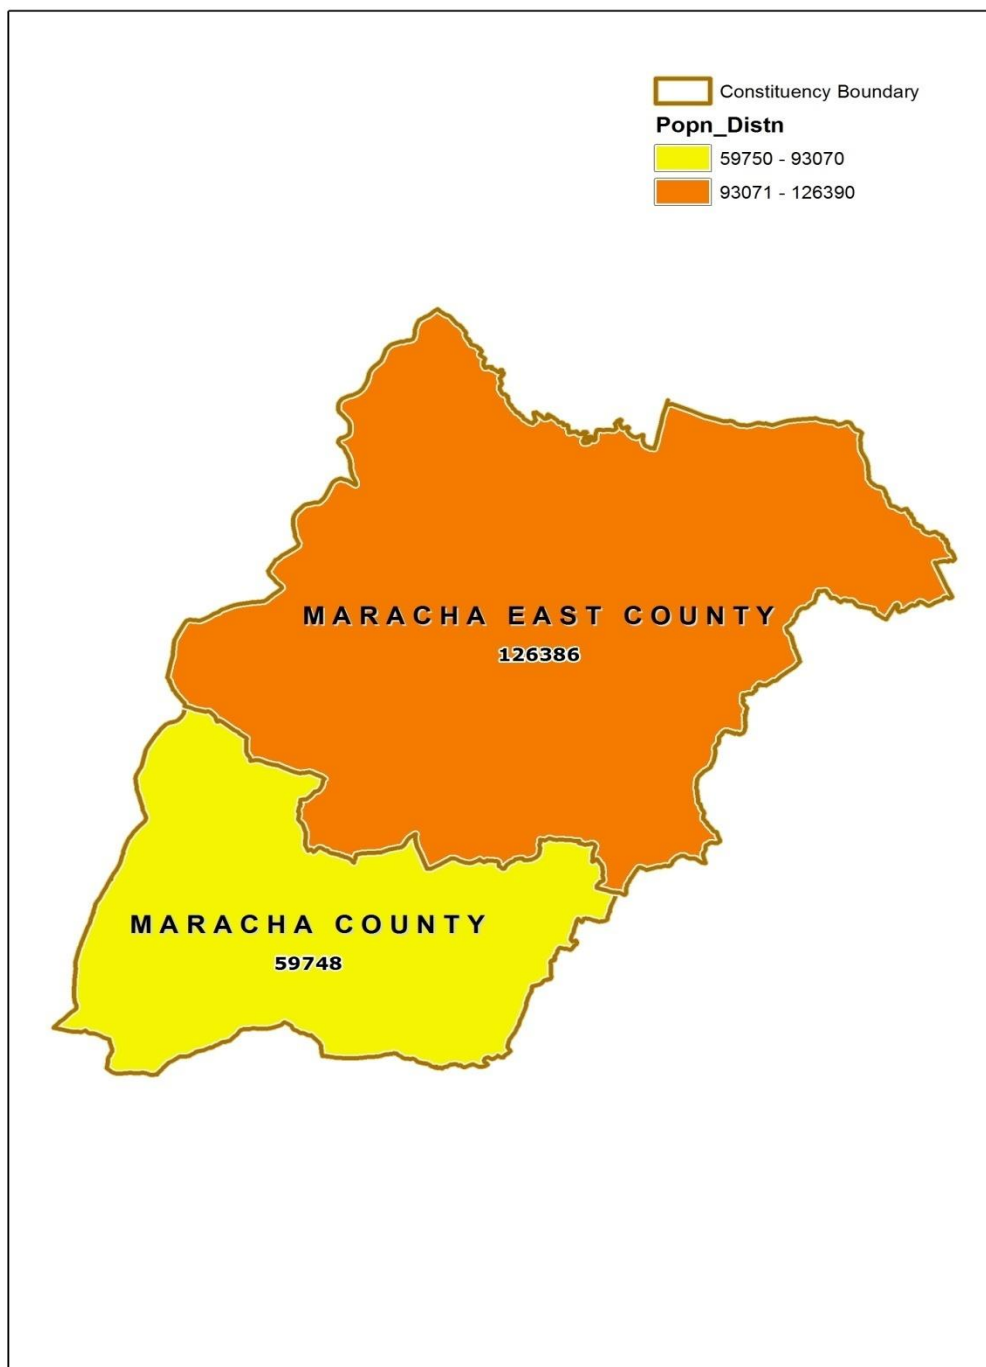 Constituency Boundary
Popn_Distn
59750 - 93070
93071 - 126390
MARACHA EAST COUNTY
126386
MARACHA COUNTY
59748